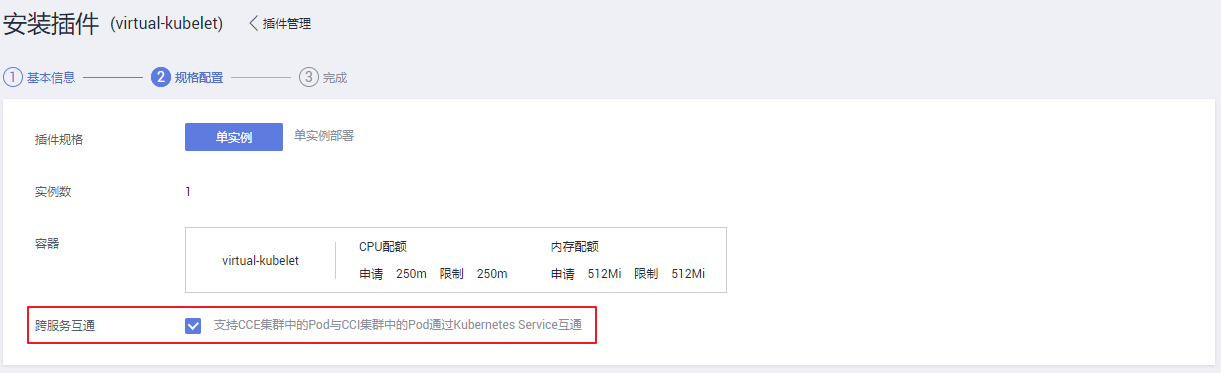 安装插件 (virtual-kubelet) 插件管理
1 基本信息 2 规格配置 3 完成
插件规格 单实例 单实例部署
实例数 1
容器 virtual-kubelet CPU配额 内存配额
申请 250m 限制 250m 申请 512Mi 限制 512Mi
跨服务互通 支持CCE集群中的Pod与CCI集群中的Pod通过Kubernetes Service互通